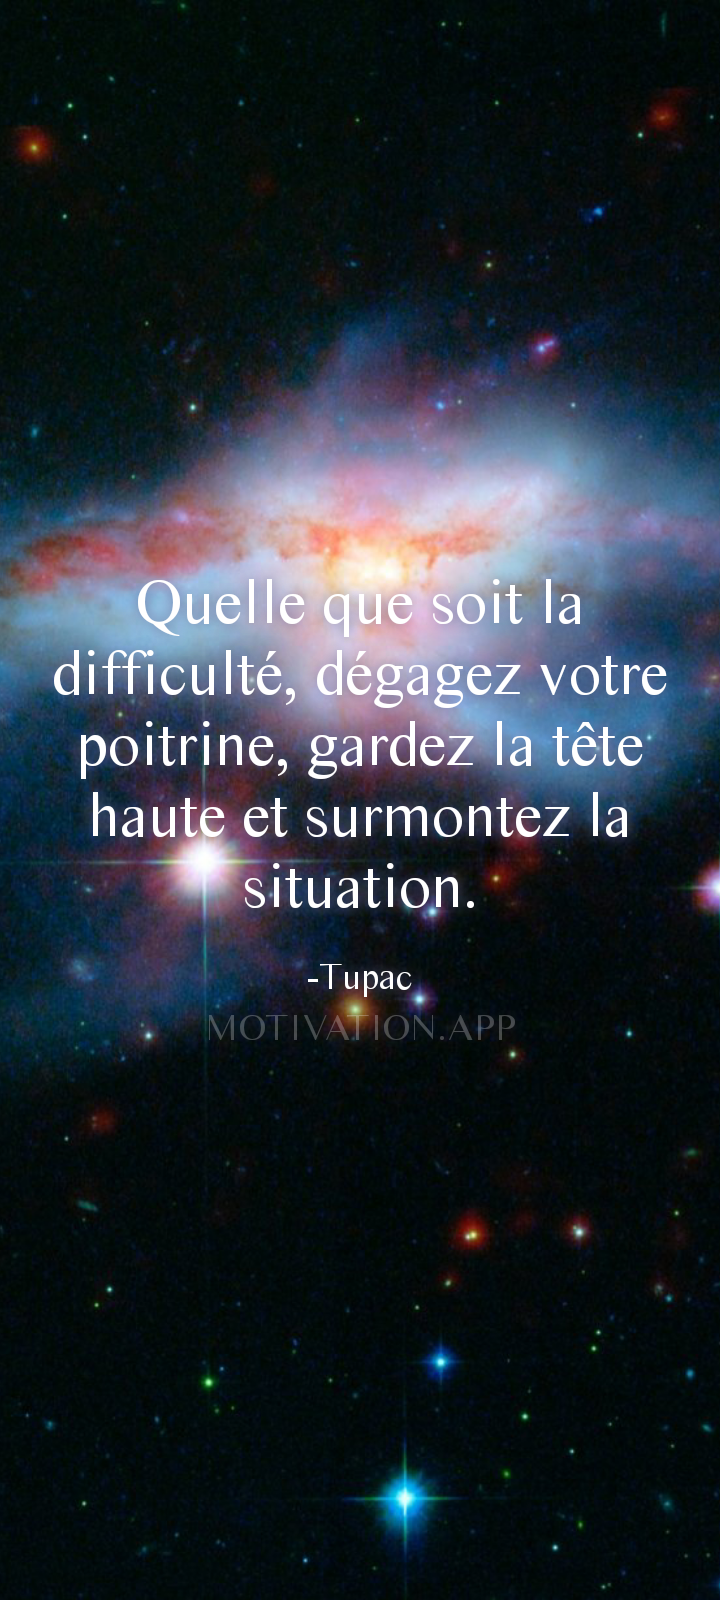 Quelle que soit la
difficulté, dégagez votre
poitrine, gardez la tête
haute et surmontez la
situation.
-Tupac
MOTIVATION.APP